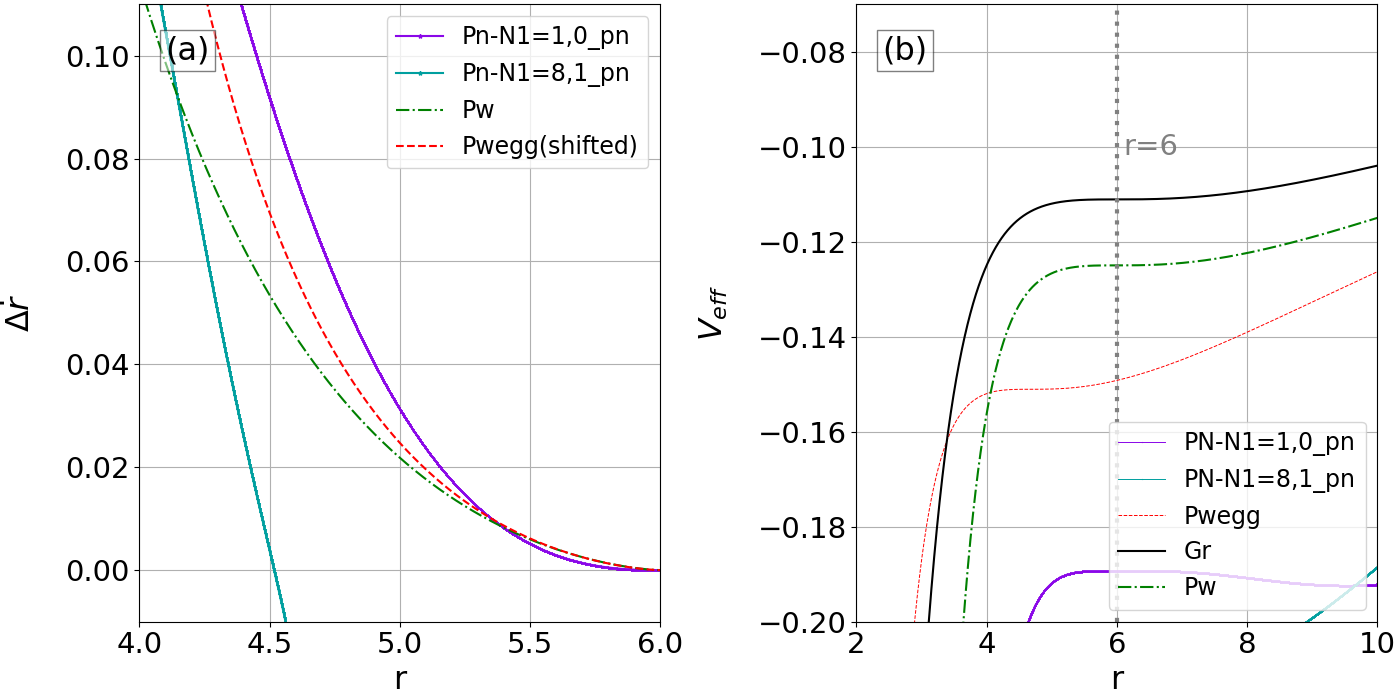 (a)
Pn-N1=1,0_pn
Pn-N1=8,1_pn
Pw
Pwegg(shifted)
0.10
0.08
0.06
0.04
0.02
0.00
4.0 4.5 5.0 5.5 6.0
r
Δṙ
(b)
r=6
−0.08
−0.10
−0.12
−0.14
−0.16
−0.18
−0.20
PN-N1=1,0_pn
PN-N1=8,1_pn
Pwegg
Gr
Pw
2 4 6 8 10
r
V_eff